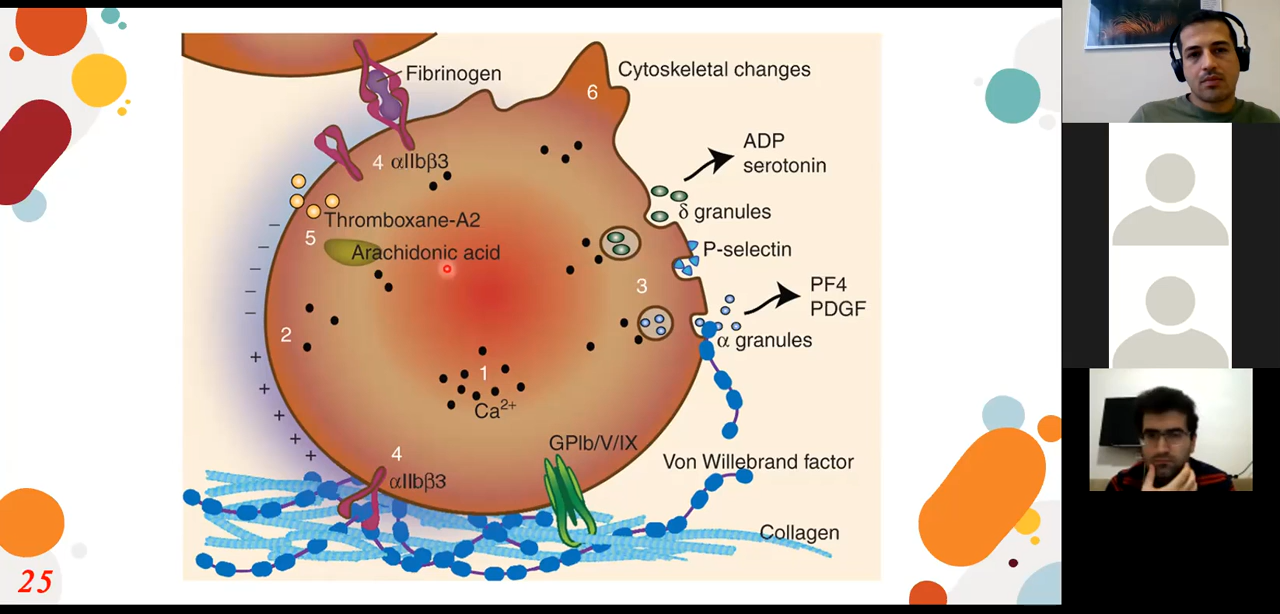 Fibrinogen
Cytoskeletal changes
6
4 αIIbβ3
ADP
serotonin
δ granules
Thromboxane-A2
5
Arachidonic acid
P-selectin
3
PF4
PDGF
α granules
2
1
Ca²⁺
4
αIIbβ3
GPIb/V/IX
Von Willebrand factor
Collagen
25